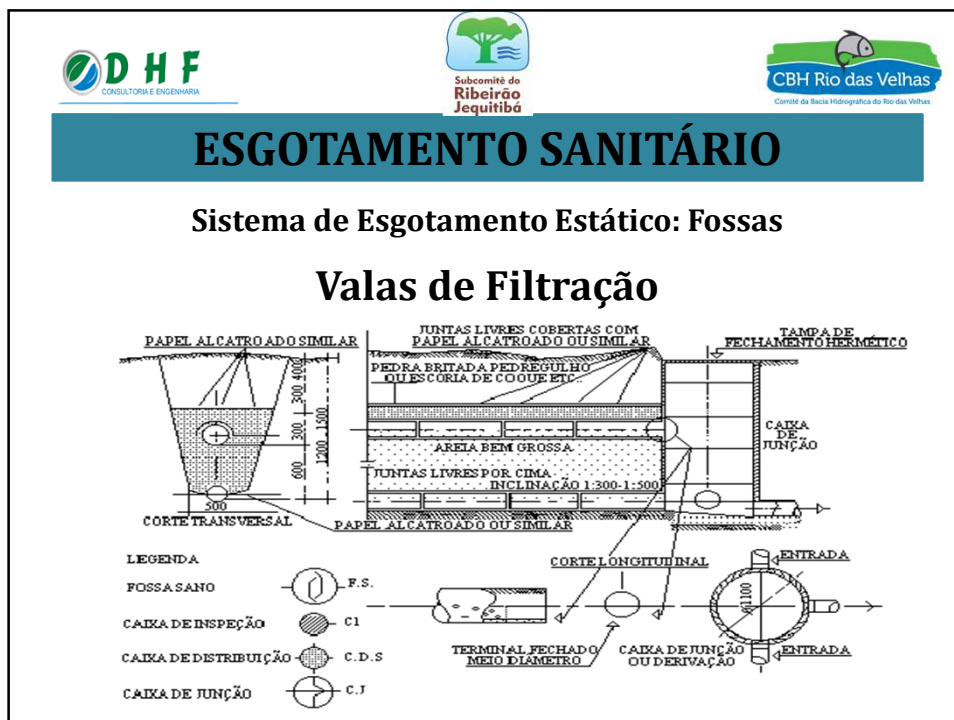 D H F
CONSULTORIA E ENGENHARIA
Subcomitê do
Ribeirão
Jequitibá
CBH Rio das Velhas
Comitê da Bacia Hidrográfica do Rio das Velhas
ESGOTAMENTO SANITÁRIO
Sistema de Esgotamento Estático: Fossas
Valas de Filtração
PAPEL ALCATROADO SIMILAR
JUNTAS LIVRES COBERTAS COM
PAPEL ALCATROADO OU SIMILAR
TAMPA DE
FECHAMENTO HERMÉTICO
PEDRA BRITADA PEDREGULHO
OU ESCÓRIA DE COQUE ETC..
300
300
600
1200
1500
500
CAIXA
DE
JUNÇÃO
AREIA BEM GROSSA
JUNTAS LIVRES POR CIMA
INCLINAÇÃO 1:300-1:500
CORTE TRANSVERSAL
PAPEL ALCATROADO OU SIMILAR
LEGENDA
FOSSA SANO
F.S.
CAIXA DE INSPEÇÃO
C1
CAIXA DE DISTRIBUIÇÃO
C.D.S
CAIXA DE JUNÇÃO
C.J
CORTE LONGITUDINAL
ENTRADA
1100
TERMINAL FECHADO
MEIO DIÂMETRO
CAIXA DE JUNÇÃO
OU DERIVAÇÃO
ENTRADA